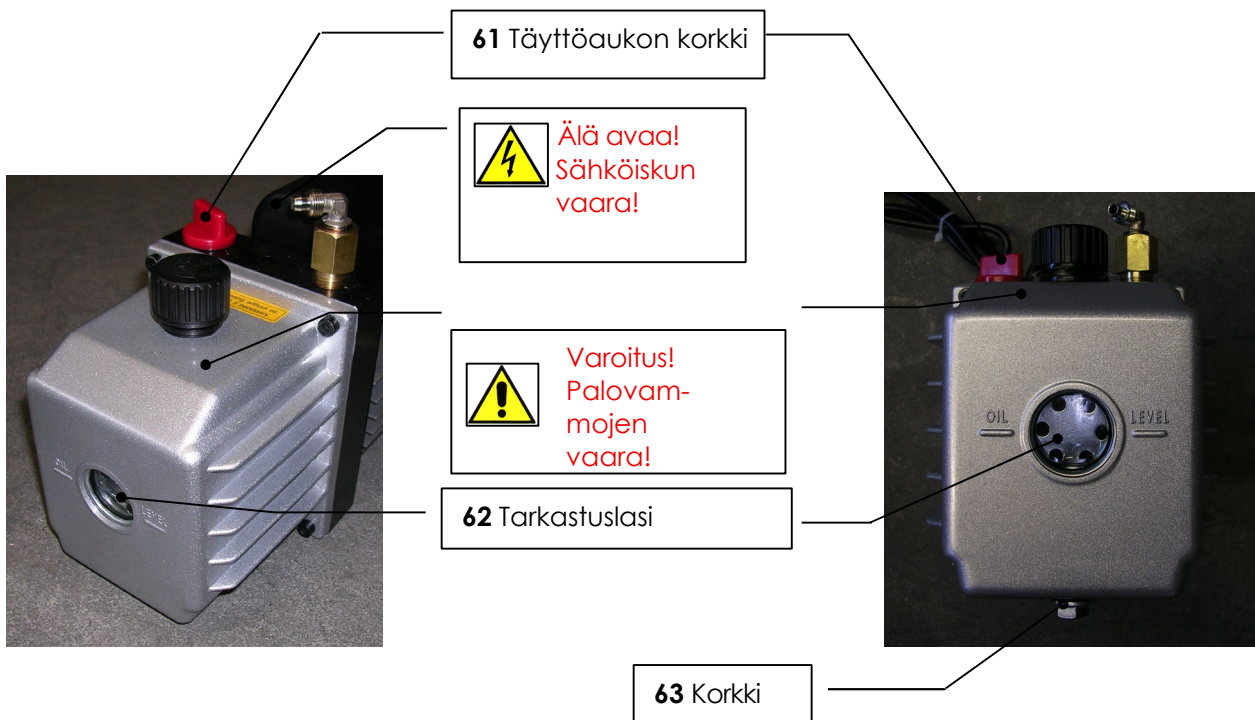 61 Täyttöaukon korkki
Älä avaa!
Sähköiskun
vaara!
Varoitus!
Palovam-
mojen
vaara!
62 Tarkastuslasi
63 Korkki
OIL
LEVEL
OIL
LEVEL